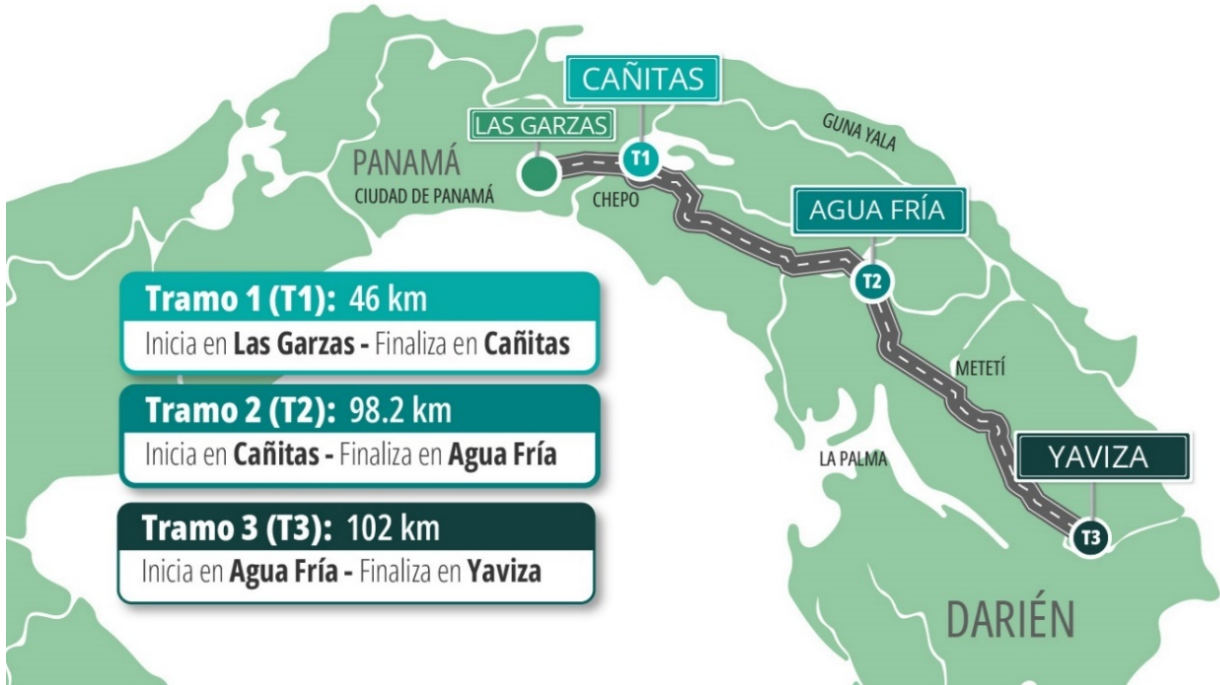 CAÑITAS
LAS GARZAS
T1
GUNA YALA
PANAMÁ
CIUDAD DE PANAMÁ
CHEPO
AGUA FRÍA
T2
Tramo 1 (T1): 46 km
Inicia en Las Garzas - Finaliza en Cañitas
Tramo 2 (T2): 98.2 km
Inicia en Cañitas - Finaliza en Agua Fría
Tramo 3 (T3): 102 km
Inicia en Agua Fría - Finaliza en Yaviza
METETÍ
LA PALMA
YAVIZA
T3
DARIÉN